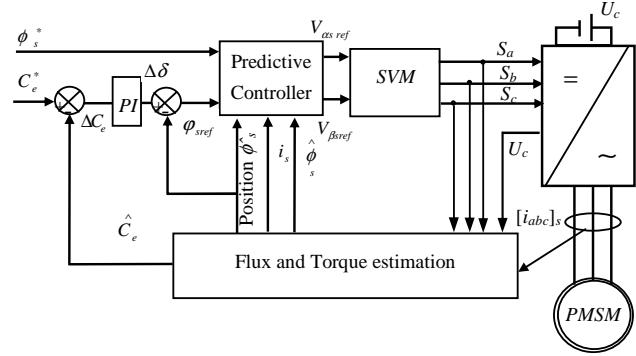 U_c
ϕ_s^*
V_αs ref
Predictive
Controller
SVM
S_a
S_b
S_c
=
~
C_e^*
+
-
ΔC_e
PI
Δδ
+
-
φ_sref
V_βsref
Position ϕ̂_s
i_s
ϕ̂_s
U_c
Ĉ_e
[i_abc]_s
Flux and Torque estimation
PMSM